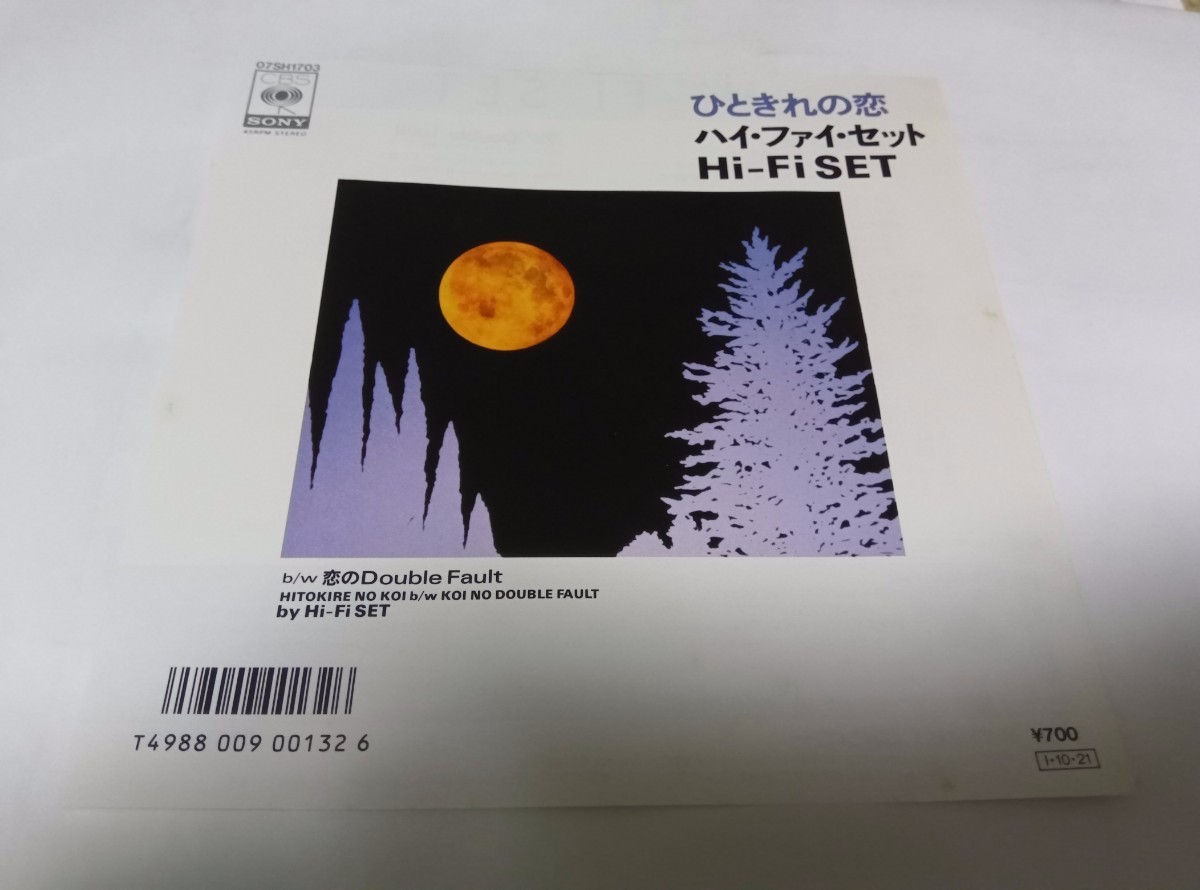 07SH1703
CBS
SONY
45RPM STEREO
ひときれの恋
ハイ・ファイ・セット
Hi-Fi SET
b/w 恋のDouble Fault
HITOKIRE NO KOI b/w KOI NO DOUBLE FAULT
by Hi-Fi SET
T4988 009 00132 6
¥700
I・10・21